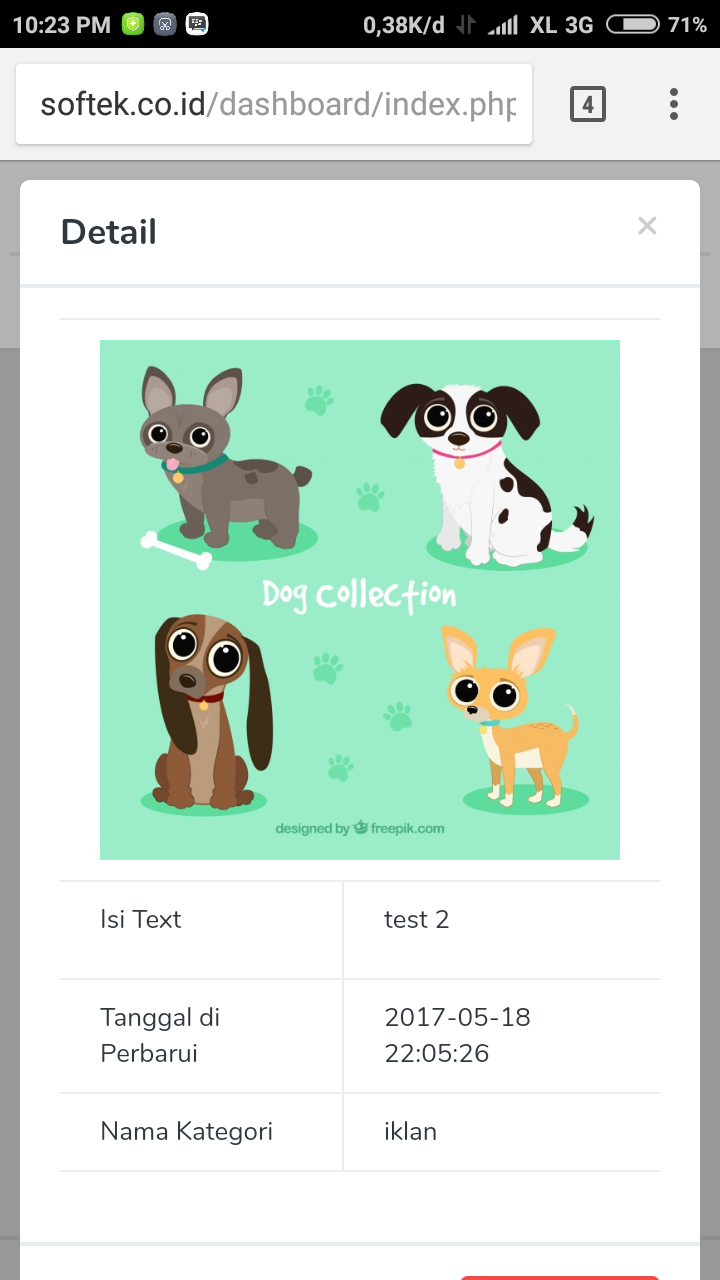 10:23 PM 0,38K/d XL 3G 71%
softek.co.id/dashboard/index.php
4
Detail
×
Dog Collection
designed by freepik.com
Isi Text test 2
Tanggal di Perbarui 2017-05-18 22:05:26
Nama Kategori iklan